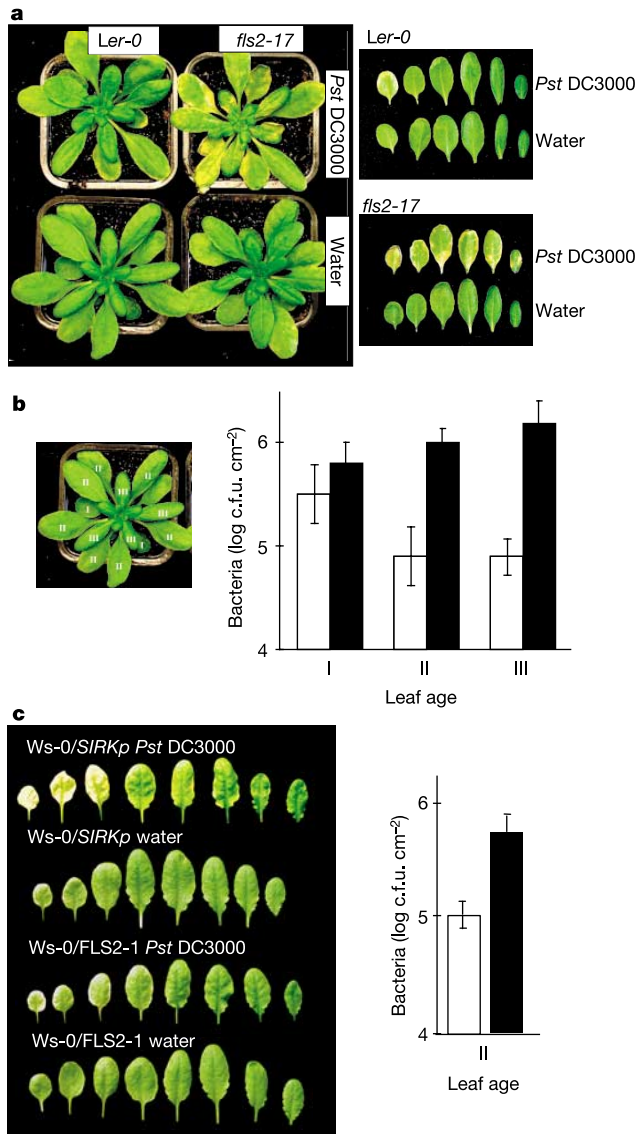 a
Ler-0 fls2-17
Pst DC3000
Water
Ler-0
Pst DC3000
Water
fls2-17
Pst DC3000
Water
b
II
II
II
III
I
III
II
III
III
I
II
II
II
Bacteria (log c.f.u. cm⁻²)
6
5
4
I II III
Leaf age
c
Ws-0/SIRKp Pst DC3000
Ws-0/SIRKp water
Ws-0/FLS2-1 Pst DC3000
Ws-0/FLS2-1 water
Bacteria (log c.f.u. cm⁻²)
6
5
4
II
Leaf age